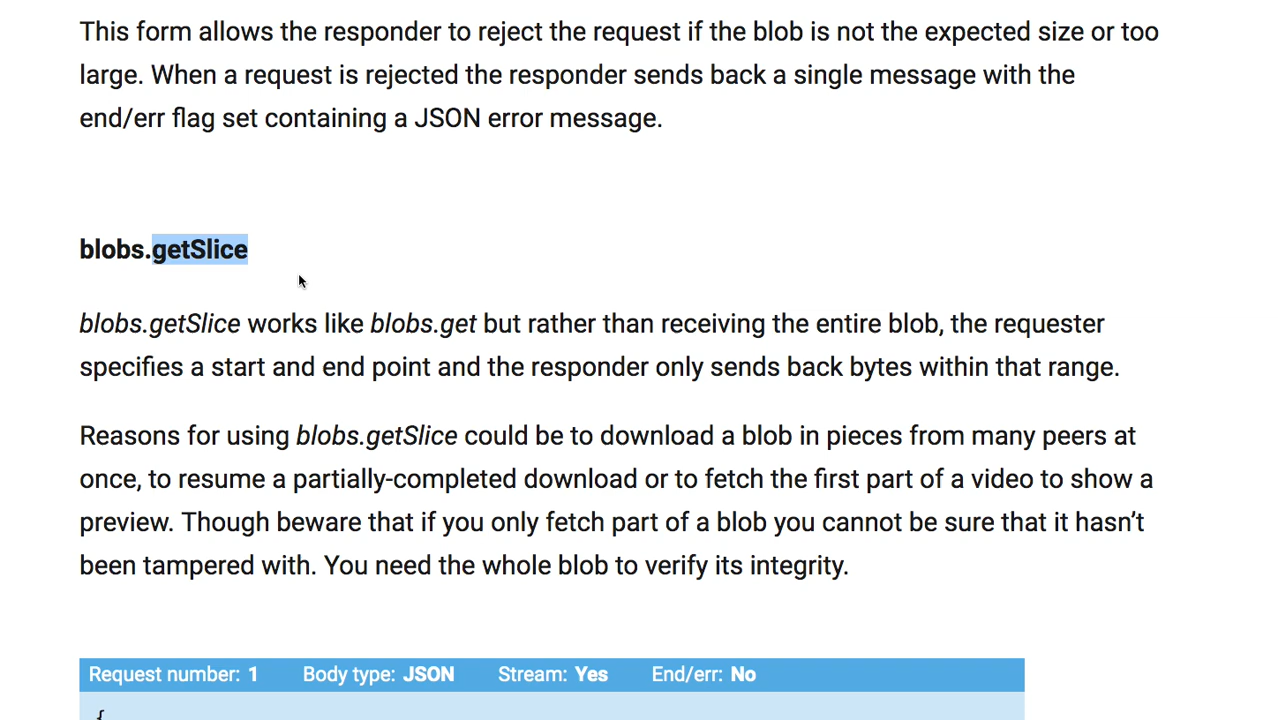 This form allows the responder to reject the request if the blob is not the expected size or too
large. When a request is rejected the responder sends back a single message with the
end/err flag set containing a JSON error message.
blobs.getSlice
blobs.getSlice works like blobs.get but rather than receiving the entire blob, the requester
specifies a start and end point and the responder only sends back bytes within that range.
Reasons for using blobs.getSlice could be to download a blob in pieces from many peers at
once, to resume a partially-completed download or to fetch the first part of a video to show a
preview. Though beware that if you only fetch part of a blob you cannot be sure that it hasn’t
been tampered with. You need the whole blob to verify its integrity.
Request number: 1 Body type: JSON Stream: Yes End/err: No
{